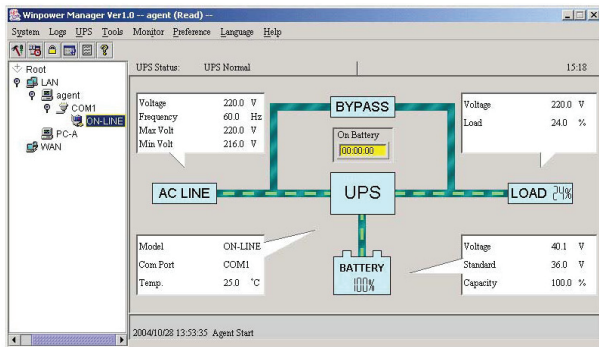 Winpower Manager Ver1.0 -- agent (Read) --
System Logs UPS Tools Monitor Preference Language Help
Root
LAN
agent
COM1
ON-LINE
PC-A
WAN
UPS Status: UPS Normal 15:18
Voltage 220.0 V
Frequency 60.0 Hz
Max Volt 220.0 V
Min Volt 216.0 V
BYPASS
On Battery
00:00:00
Voltage 220.0 V
Load 24.0 %
AC LINE
UPS
LOAD 24%
Model ON-LINE
Com Port COM1
Temp. 25.0 °C
BATTERY
100%
Voltage 40.1 V
Standard 36.0 V
Capacity 100.0 %
2004/10/28 13:53:35 Agent Start